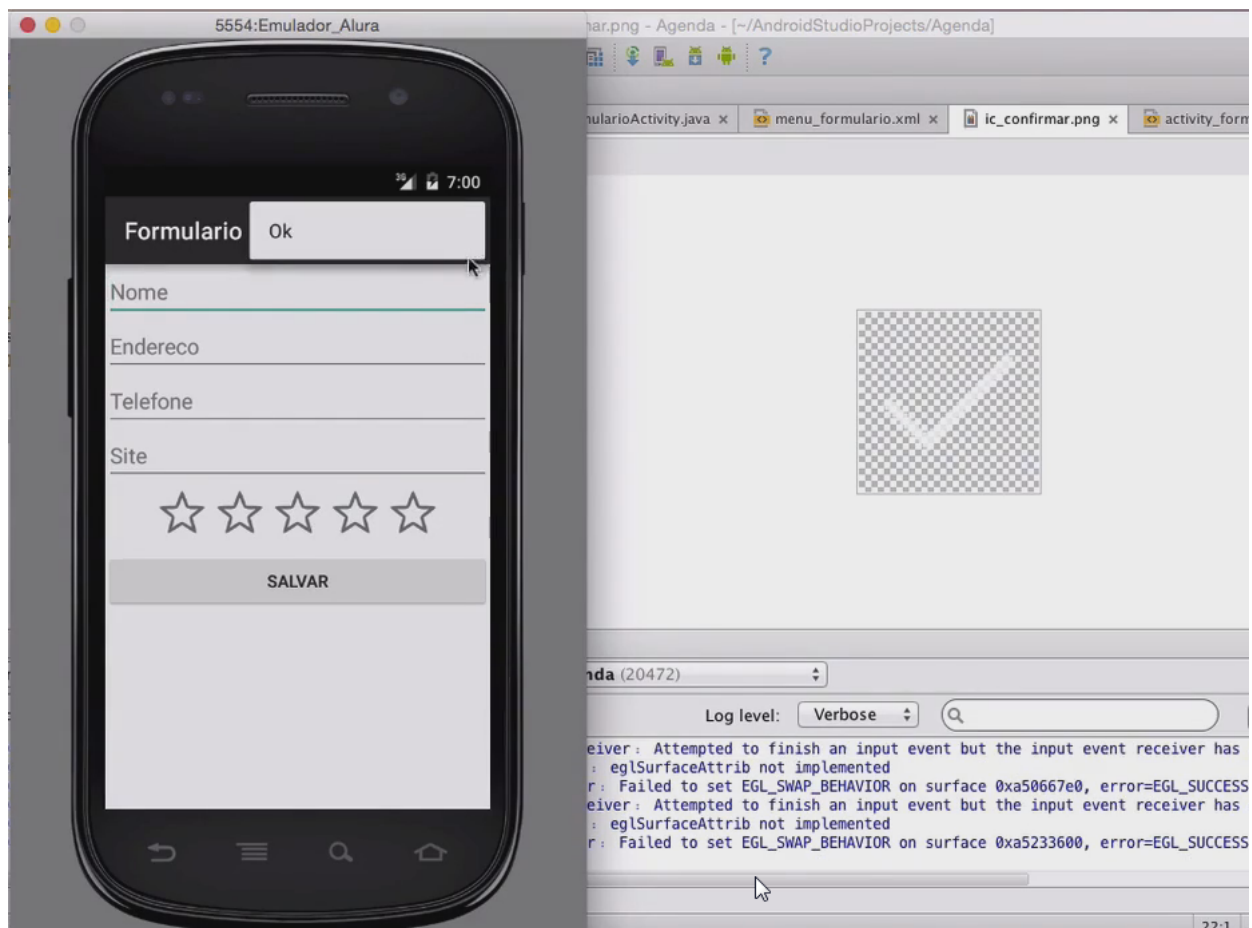 5554:Emulador_Alura
ar.png - Agenda - [~/AndroidStudioProjects/Agenda]
mularioActivity.java
menu_formulario.xml
ic_confirmar.png
activity_form
3G
7:00
Formulario
Ok
Nome
Endereco
Telefone
Site
SALVAR
nda (20472)
Log level:
Verbose
eiver: Attempted to finish an input event but the input event receiver has
: eglSurfaceAttrib not implemented
r: Failed to set EGL_SWAP_BEHAVIOR on surface 0xa50667e0, error=EGL_SUCCESS
eiver: Attempted to finish an input event but the input event receiver has
: eglSurfaceAttrib not implemented
r: Failed to set EGL_SWAP_BEHAVIOR on surface 0xa5233600, error=EGL_SUCCESS
22:1